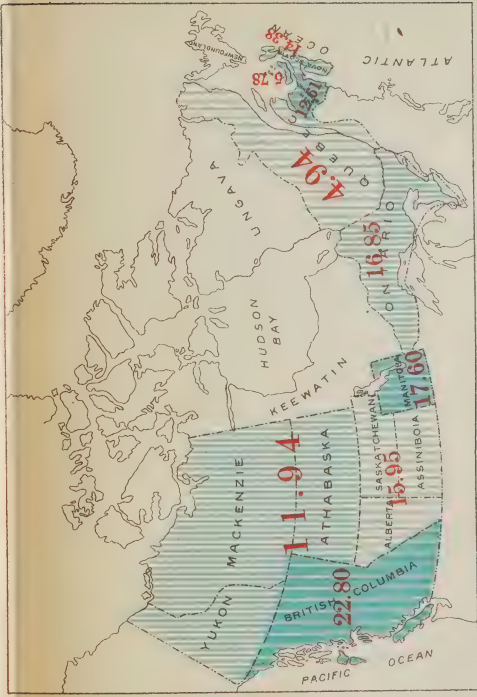 NEWFOUNDLAND
ATLANTIC
OCEAN
NOVA
14.38
5.78
12.61
UNGAVA
QUEBEC
4.94
HUDSON
BAY
ONTARIO
16.85
KEEWATIN
MACKENZIE
YUKON
11.94
ATHABASKA
SASKATCHEWAN
ALBERTA
15.95
ASSINIBOIA
MANITOBA
17.60
BRITISH COLUMBIA
22.80
PACIFIC OCEAN